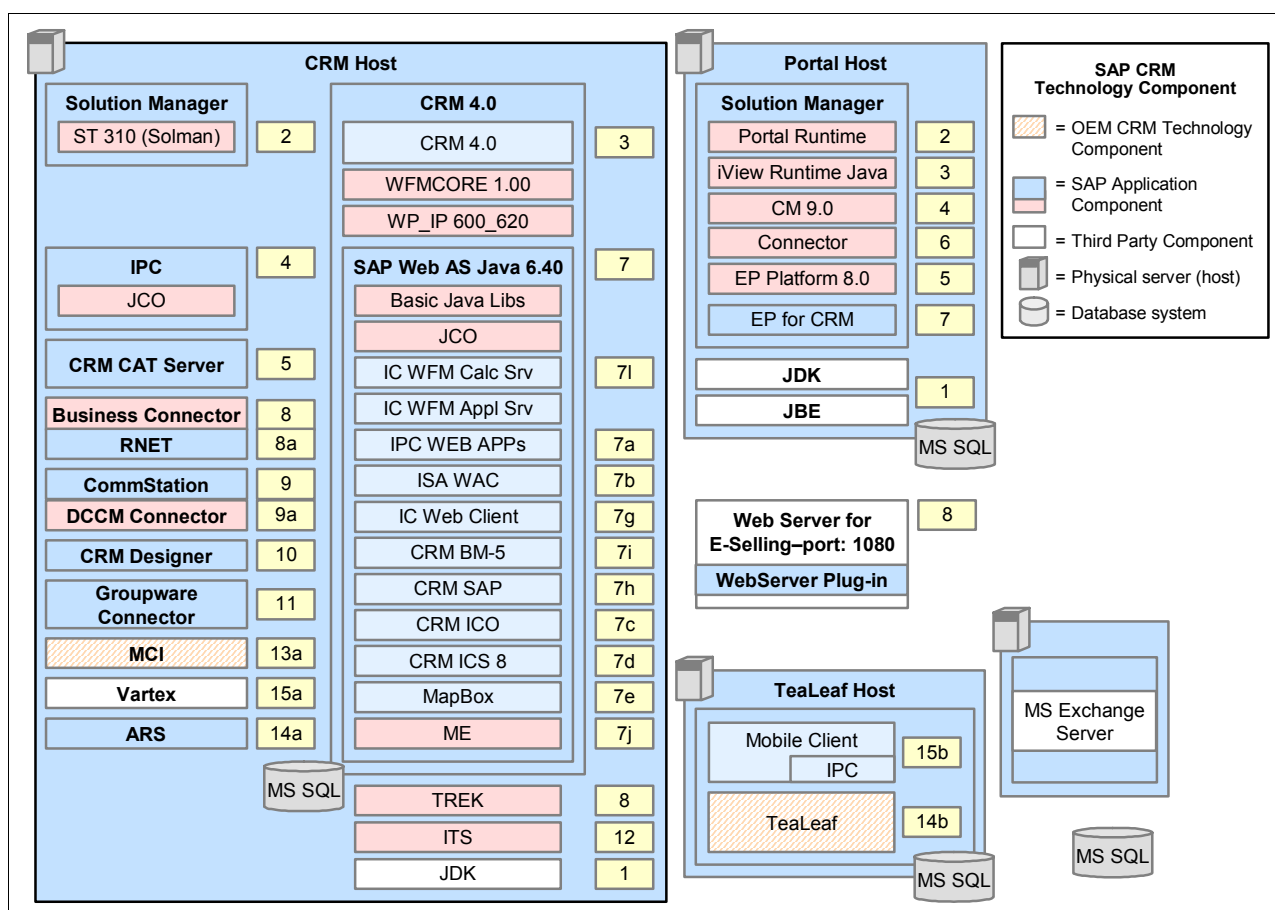 CRM Host
Solution Manager
ST 310 (Solman)
2
IPC
4
JCO
CRM CAT Server
5
Business Connector
8
RNET
8a
CommStation
9
DCCM Connector
9a
CRM Designer
10
Groupware
Connector
11
MCI
13a
Vartex
15a
ARS
14a
MS SQL
CRM 4.0
CRM 4.0
3
WFMCORE 1.00
WP_IP 600_620
SAP Web AS Java 6.40
7
Basic Java Libs
JCO
IC WFM Calc Srv
7l
IC WFM Appl Srv
IPC WEB APPs
7a
ISA WAC
7b
IC Web Client
7g
CRM BM-5
7i
CRM SAP
7h
CRM ICO
7c
CRM ICS 8
7d
MapBox
7e
ME
7j
TREK
8
ITS
12
JDK
1
Portal Host
Solution Manager
Portal Runtime
2
iView Runtime Java
3
CM 9.0
4
Connector
6
EP Platform 8.0
5
EP for CRM
7
JDK
JBE
1
MS SQL
Web Server for
E-Selling–port: 1080
8
WebServer Plug-in
TeaLeaf Host
Mobile Client
IPC
15b
TeaLeaf
14b
MS SQL
MS Exchange
Server
MS SQL
SAP CRM
Technology Component
= OEM CRM Technology
Component
= SAP Application
Component
= Third Party Component
= Physical server (host)
= Database system